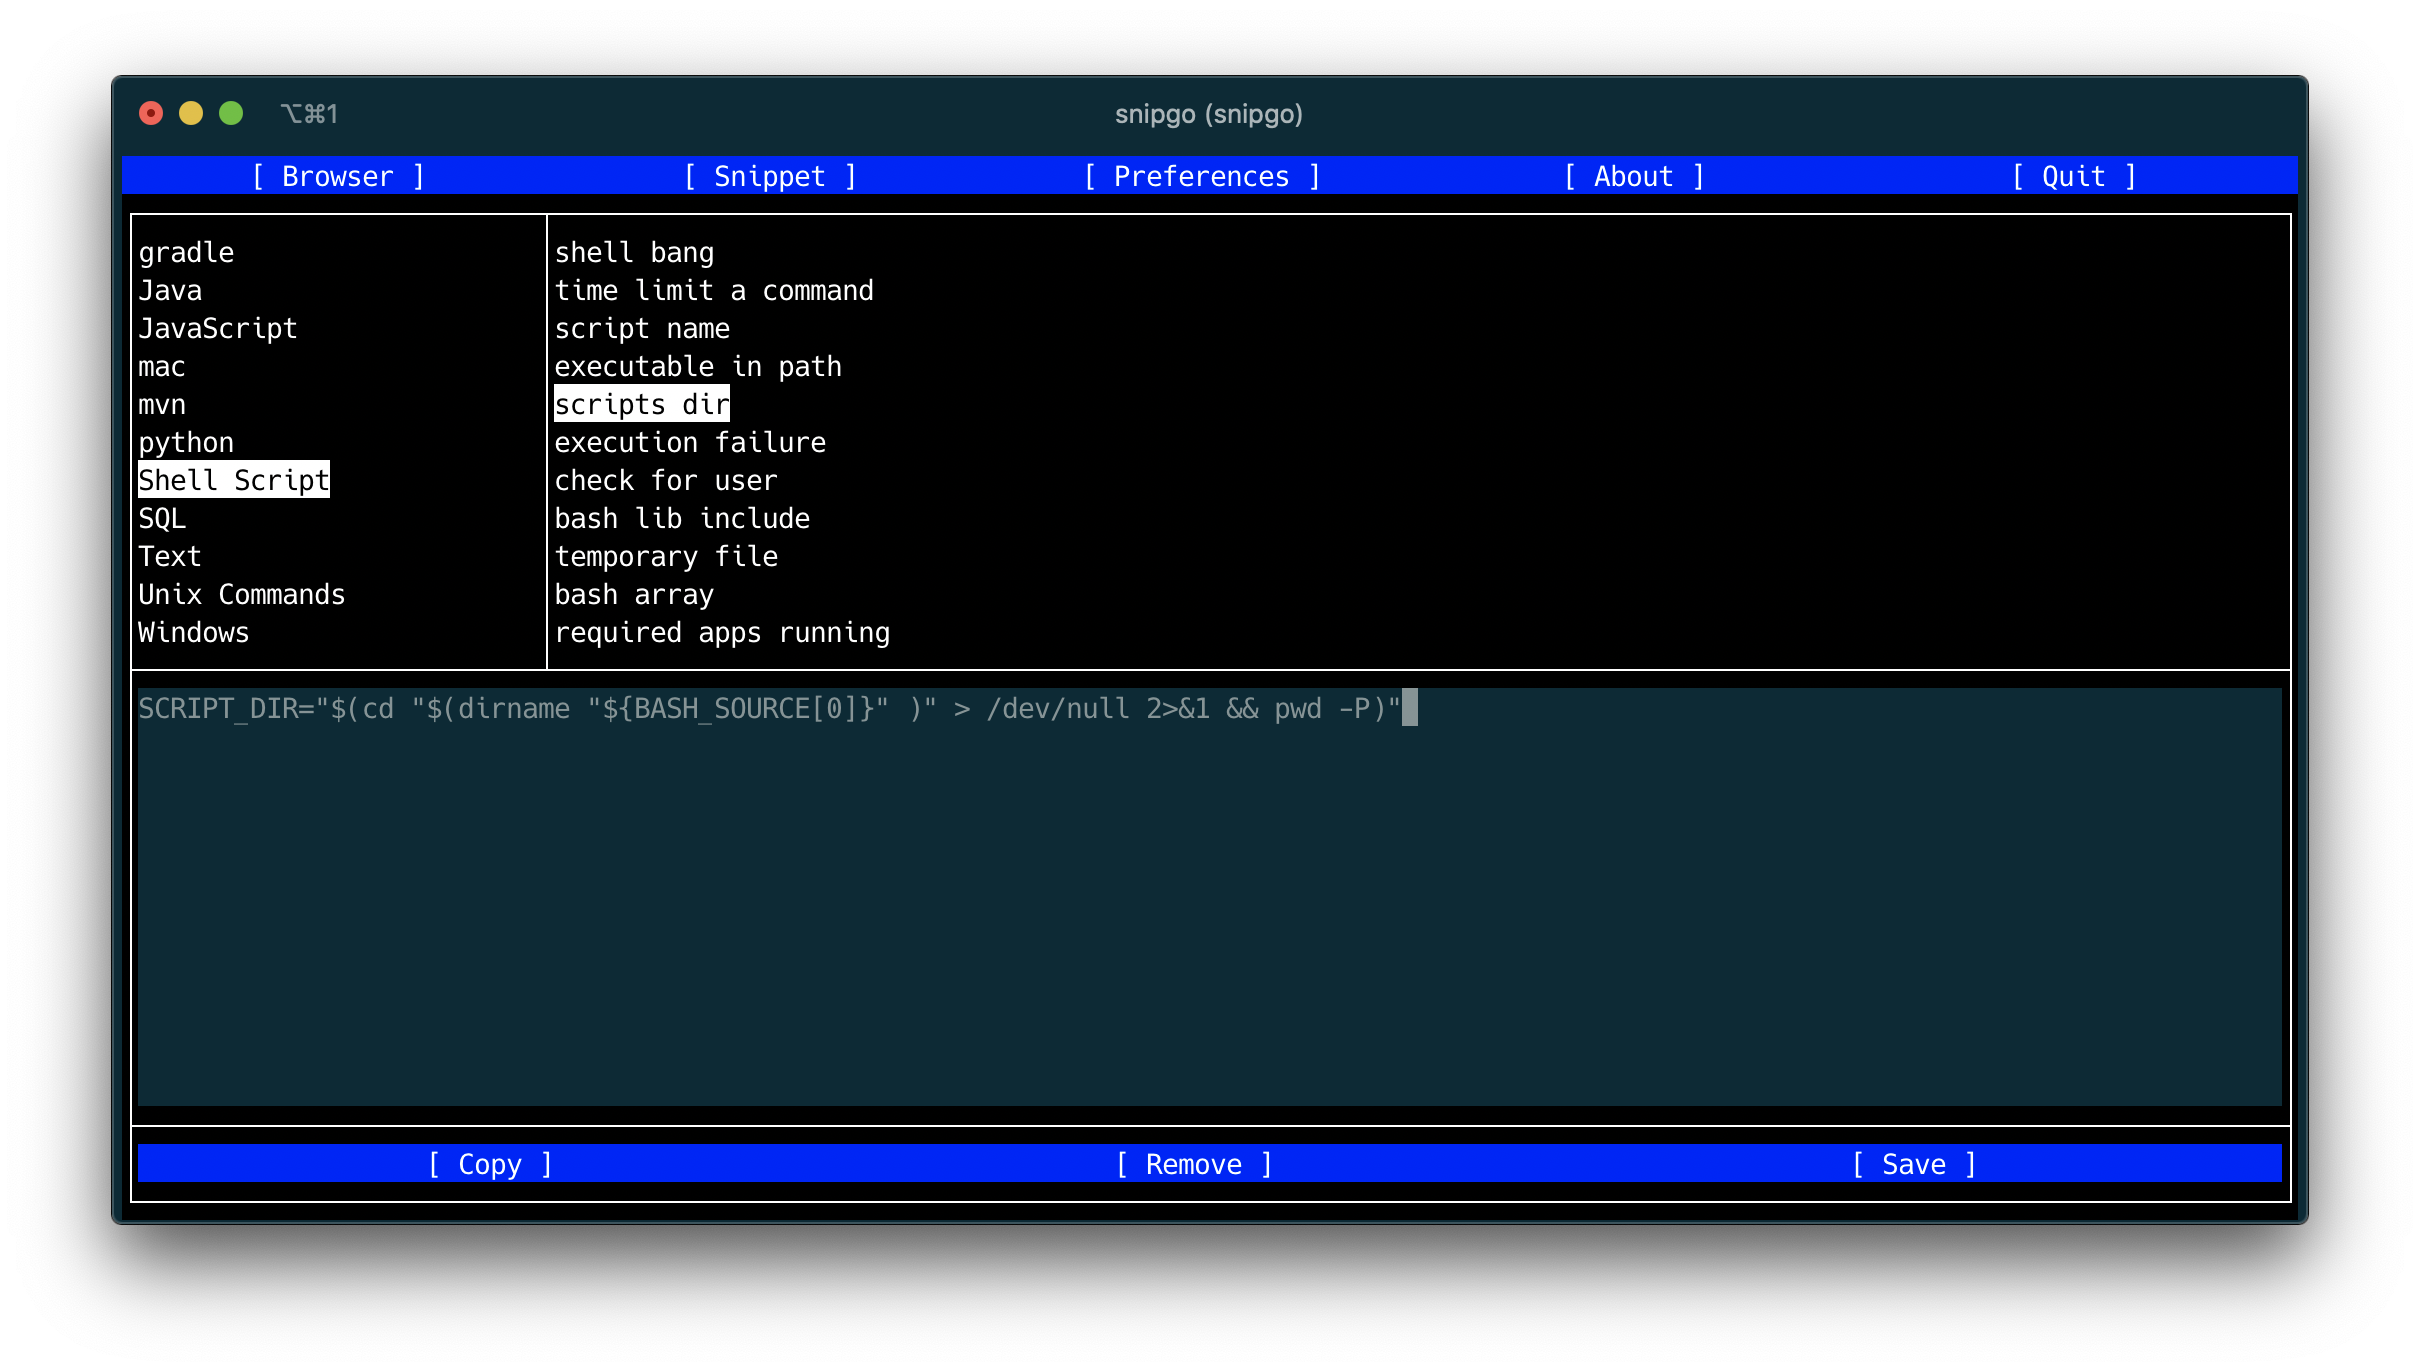 ⌥⌘1 snipgo (snipgo)
[ Browser ] [ Snippet ] [ Preferences ] [ About ] [ Quit ]
gradle
Java
JavaScript
mac
mvn
python
Shell Script
SQL
Text
Unix Commands
Windows
shell bang
time limit a command
script name
executable in path
scripts dir
execution failure
check for user
bash lib include
temporary file
bash array
required apps running
SCRIPT_DIR="$(cd "$(dirname "${BASH_SOURCE[0]}" )" > /dev/null 2>&1 && pwd -P)"
[ Copy ] [ Remove ] [ Save ]